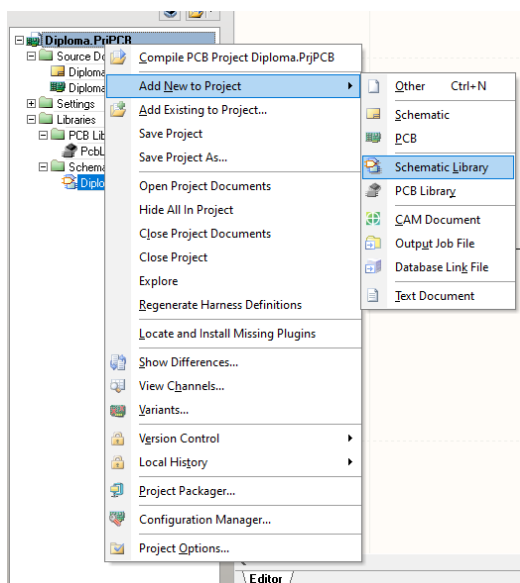 Diploma.PrjPCB
Source Do
Diploma
Diploma
Settings
Libraries
PCB Lib
PcbL
Schema
Diplo
Compile PCB Project Diploma.PrjPCB
Add New to Project
Add Existing to Project...
Save Project
Save Project As...
Open Project Documents
Hide All In Project
Close Project Documents
Close Project
Explore
Regenerate Harness Definitions
Locate and Install Missing Plugins
Show Differences...
View Channels...
Variants...
Version Control
Local History
Project Packager...
Configuration Manager...
Project Options...
Other Ctrl+N
Schematic
PCB
Schematic Library
PCB Library
CAM Document
Output Job File
Database Link File
Text Document
Editor